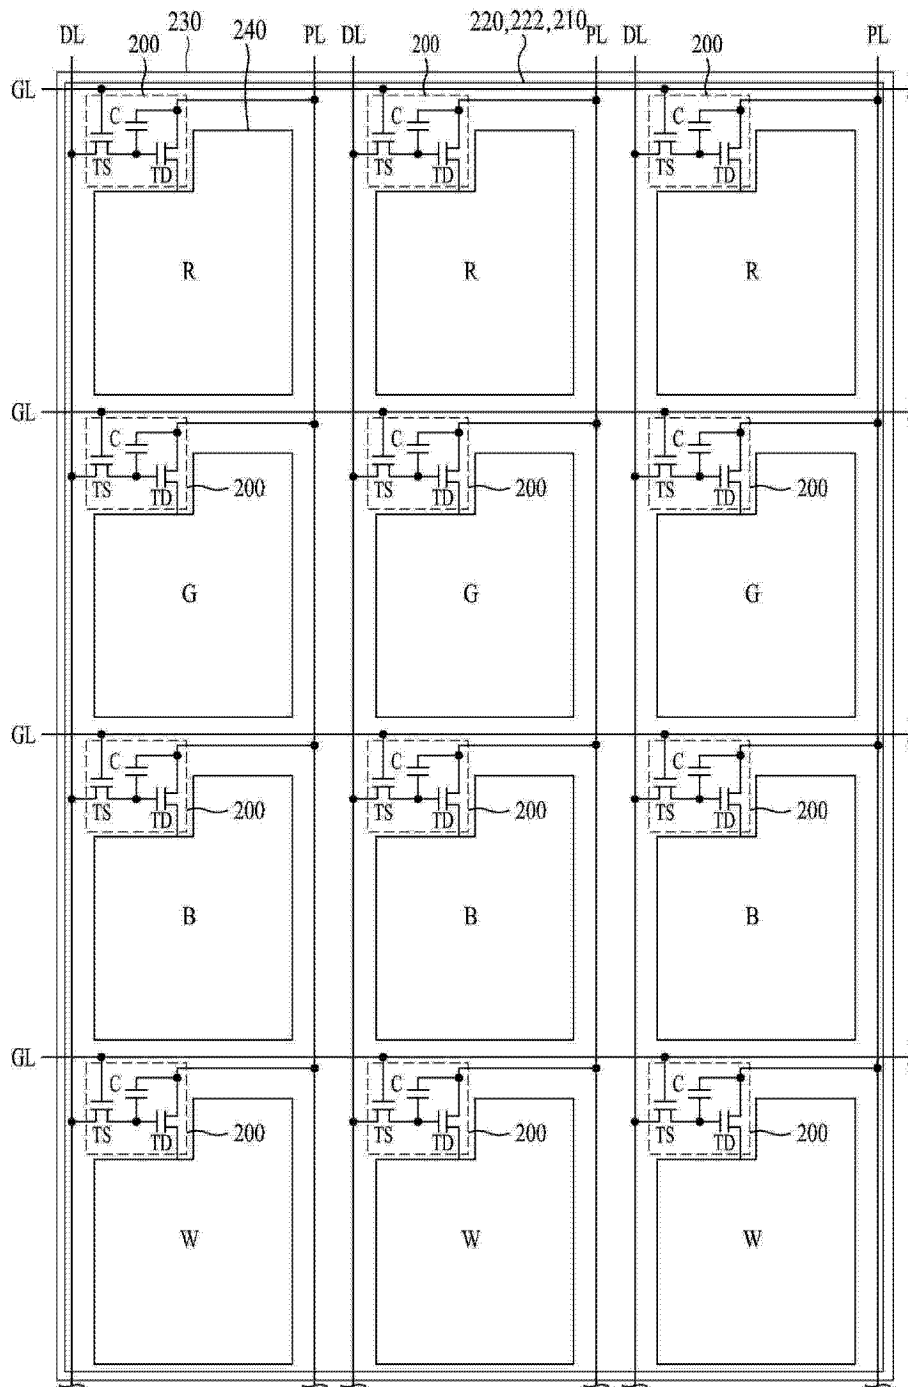 DL 230 240 PL DL 220,222,210 PL DL PL
200 200 200
GL
C C C
TS TD TS TD TS TD
R R R
GL
C C C
TS TD 200 TS TD 200 TS TD 200
G G G
GL
C C C
TS TD 200 TS TD 200 TS TD 200
B B B
GL
C C C
TS TD 200 TS TD 200 TS TD 200
W W W